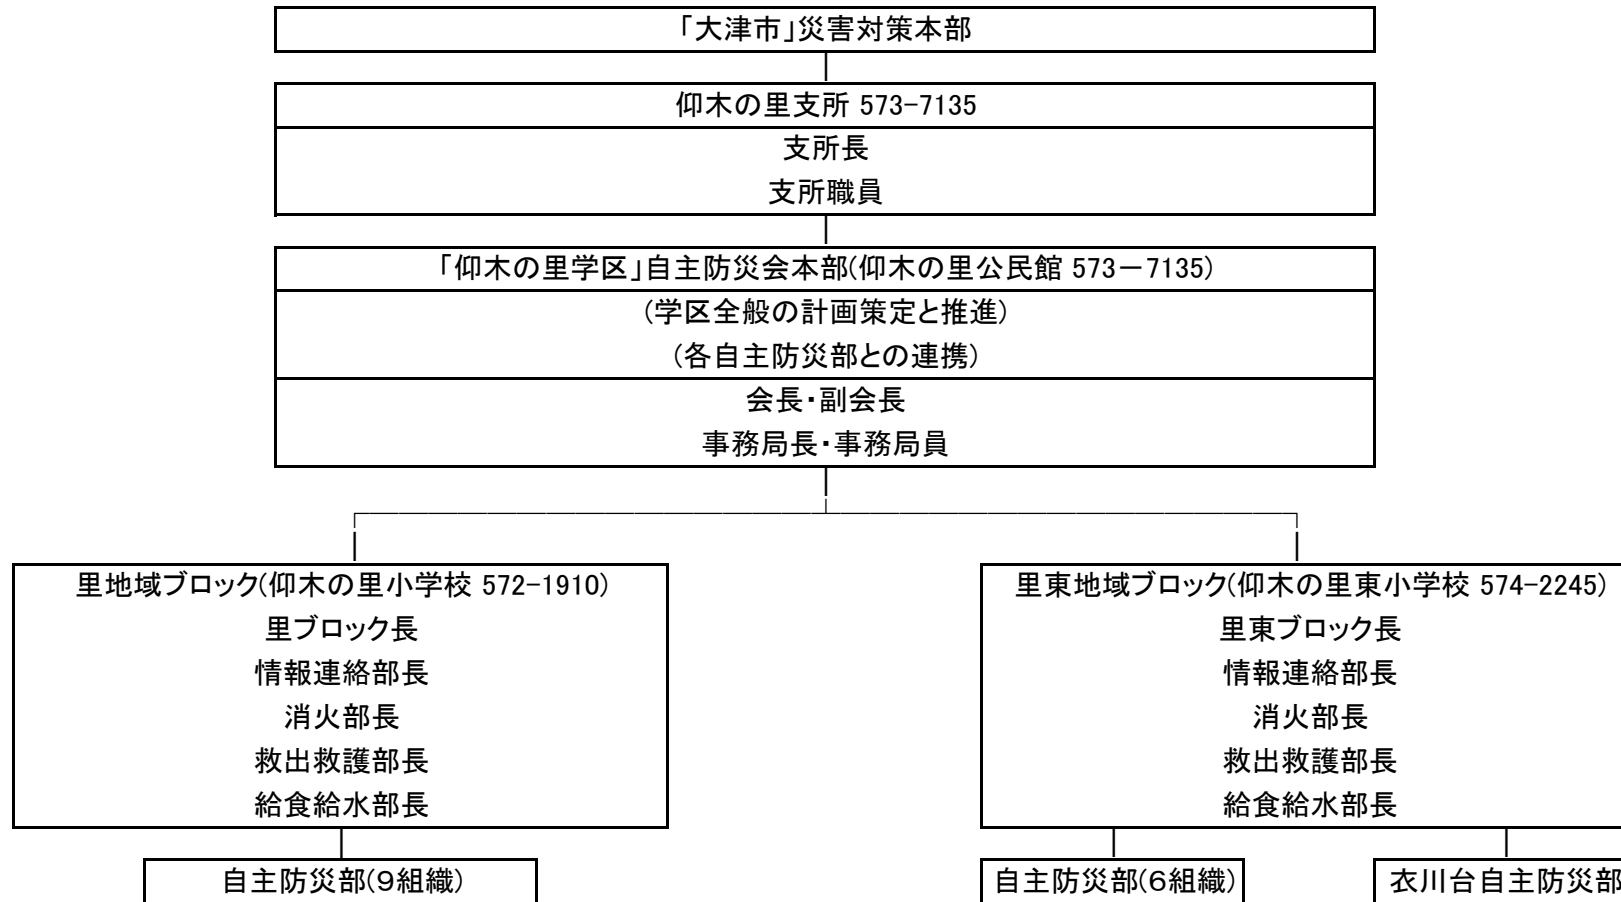 「大津市」災害対策本部
仰木の里支所 573-7135
支所長
支所職員
「仰木の里学区」自主防災会本部(仰木の里公民館 573－7135)
(学区全般の計画策定と推進)
(各自主防災部との連携)
会長・副会長
事務局長・事務局員
里地域ブロック(仰木の里小学校 572-1910)
里ブロック長
情報連絡部長
消火部長
救出救護部長
給食給水部長
里東地域ブロック(仰木の里東小学校 574-2245)
里東ブロック長
情報連絡部長
消火部長
救出救護部長
給食給水部長
自主防災部(９組織)
自主防災部(６組織)
衣川台自主防災部